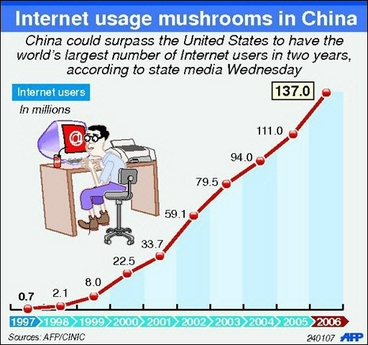 Internet usage mushrooms in China
China could surpass the United States to have the
world's largest number of Internet users in two years,
according to state media Wednesday
Internet users
In millions
137.0
111.0
94.0
79.5
59.1
33.7
22.5
8.0
2.1
0.7
1997 1998 1999 2000 2001 2002 2003 2004 2005 2006
Sources: AFP/CINIC
240107 AFP